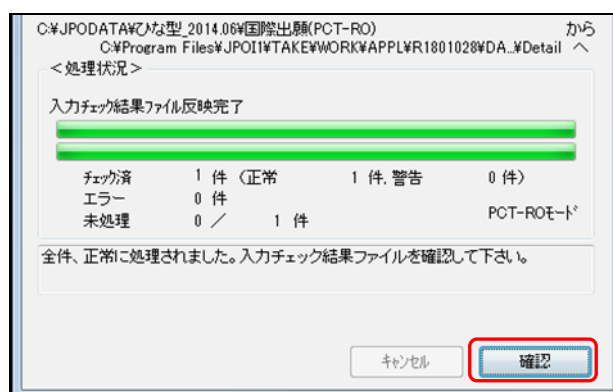 C:¥JPODATA¥ひな型_2014.06¥国際出願(PCT-RO) から
C:¥Program Files¥JPOI1¥TAKE¥WORK¥APPL¥R1801028¥DA...¥Detail へ
<処理状況>
入力チェック結果ファイル反映完了
チェック済 1 件 (正常 1 件, 警告 0 件)
エラー 0 件
未処理 0 / 1 件 PCT-ROモード
全件、正常に処理されました。入力チェック結果ファイルを確認して下さい。
キャンセル 確認